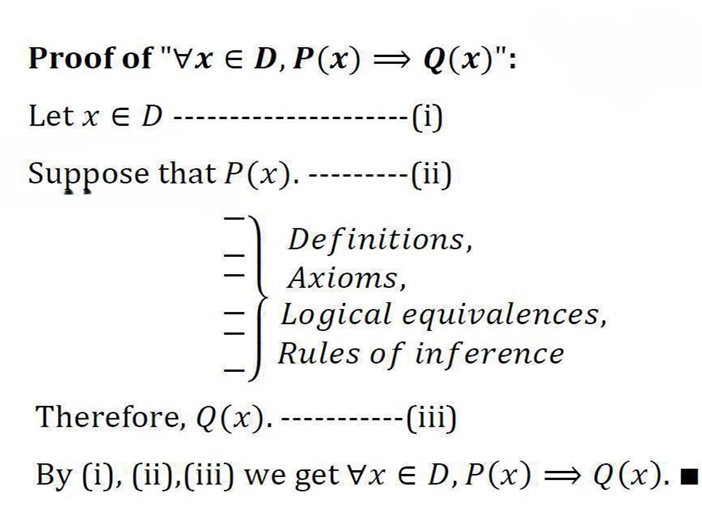 Proof of "∀x ∈ D, P(x) ⟹ Q(x)":
Let x ∈ D ----------------------(i)
Suppose that P(x). ---------(ii)
Definitions,
Axioms,
Logical equivalences,
Rules of inference
Therefore, Q(x). -----------(iii)
By (i), (ii),(iii) we get ∀x ∈ D, P(x) ⟹ Q(x). ■